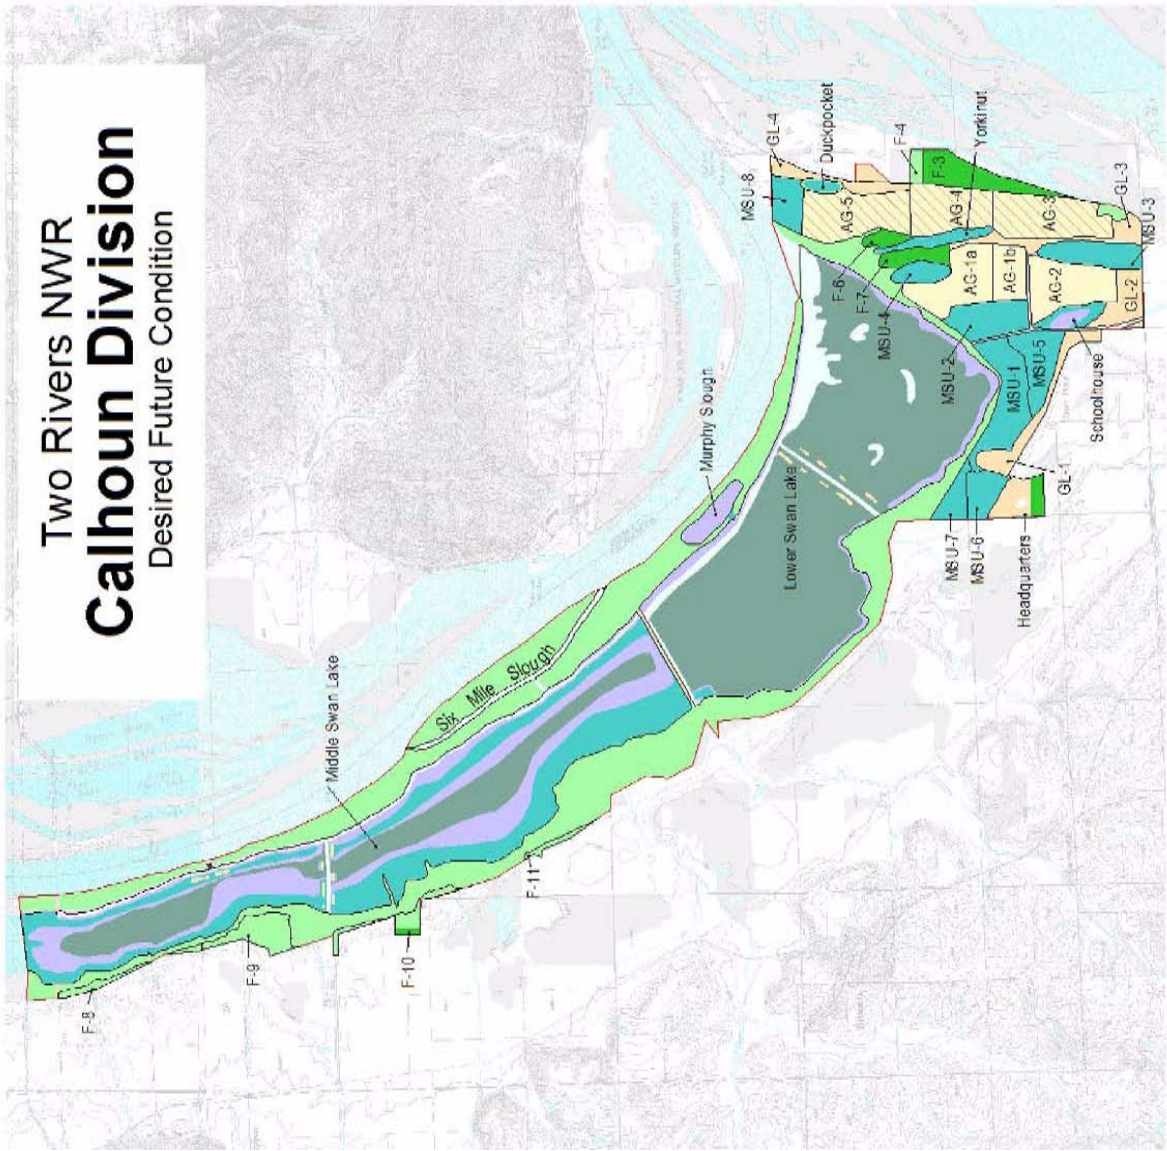 Two Rivers NWR
Calhoun Division
Desired Future Condition
F-8
F-9
F-10
F-11
Middle Swan Lake
Six Mile Slough
Murphy Slough
Lower Swan Lake
MSU-8
GL-4
Duckpocket
AG-5
F-4
F-3
Yorkinut
AG-4
AG-3
GL-3
MSU-3
F-6
F-7
MSU-4
AG-1a
AG-1b
AG-2
GL-2
MSU-2
MSU-1
MSU-5
Schoolhouse
GL-1
MSU-7
MSU-6
Headquarters